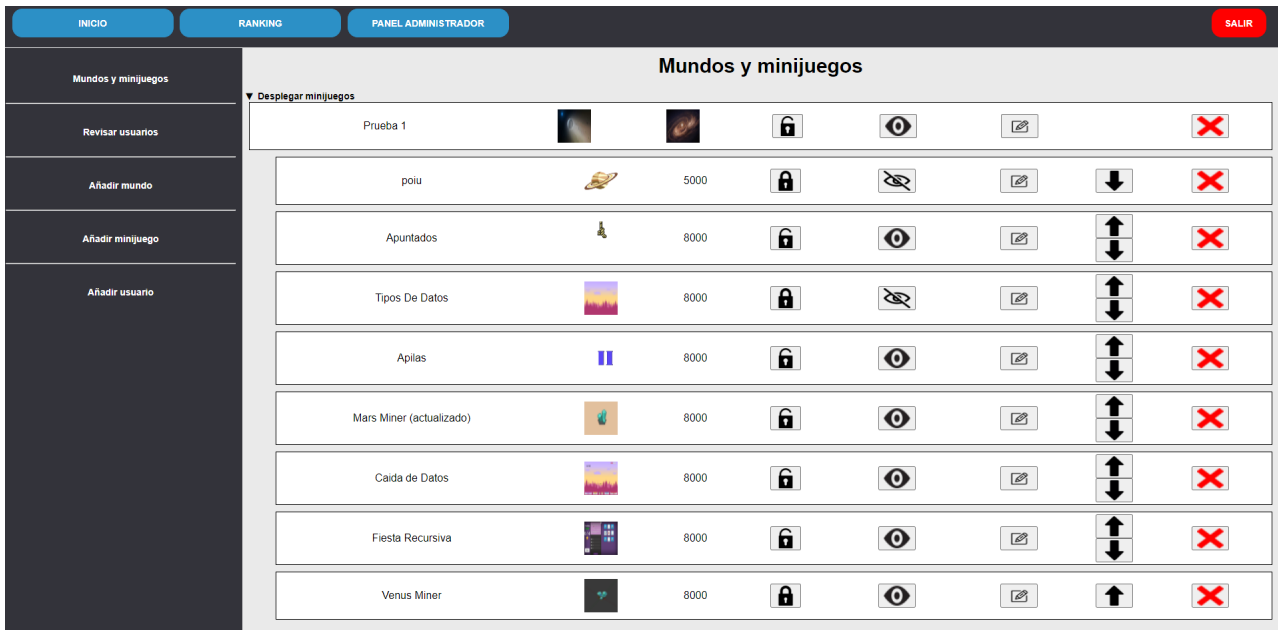 INICIO RANKING PANEL ADMINISTRADOR SALIR
Mundos y minijuegos
Revisar usuarios
Añadir mundo
Añadir minijuego
Añadir usuario
Mundos y minijuegos
▼ Desplegar minijuegos
Prueba 1
poiu 5000
Apuntados 8000
Tipos De Datos 8000
Apilas 8000
Mars Miner (actualizado) 8000
Caida de Datos 8000
Fiesta Recursiva 8000
Venus Miner 8000